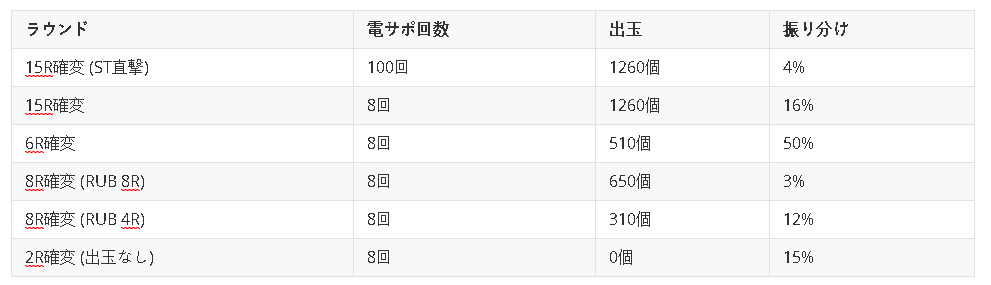 ラウンド 電サポ回数 出玉 振り分け
15R確変 (ST直撃) 100回 1260個 4%
15R確変 8回 1260個 16%
6R確変 8回 510個 50%
8R確変 (RUB 8R) 8回 650個 3%
8R確変 (RUB 4R) 8回 310個 12%
2R確変 (出玉なし) 8回 0個 15%